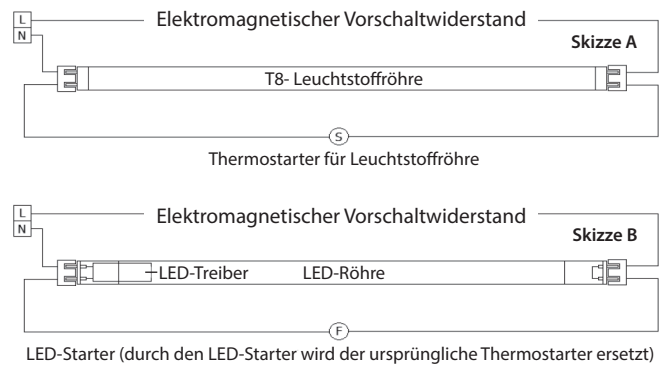 L
Elektromagnetischer Vorschaltwiderstand
N
Skizze A
T8- Leuchtstoffröhre
S
Thermostarter für Leuchtstoffröhre
L
Elektromagnetischer Vorschaltwiderstand
N
Skizze B
LED-Treiber LED-Röhre
F
LED-Starter (durch den LED-Starter wird der ursprüngliche Thermostarter ersetzt)